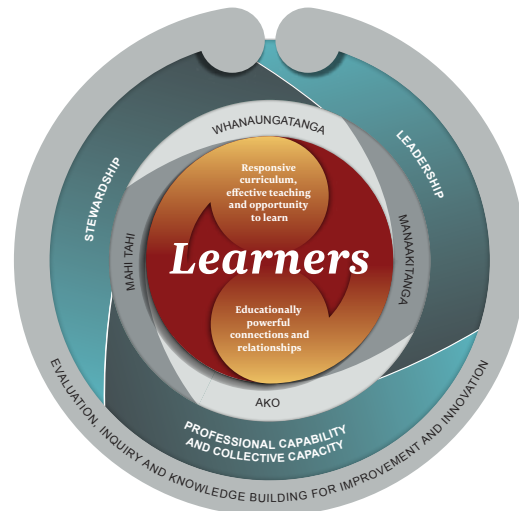 WHANAUNGATANGA
LEADERSHIP
STEWARDSHIP
Responsive
curriculum,
effective teaching
and opportunity
to learn
MAHI TAHI
MANAAKITANGA
Learners
Educationally
powerful
connections and
relationships
AKO
PROFESSIONAL CAPABILITY
AND COLLECTIVE CAPACITY
EVALUATION, INQUIRY AND KNOWLEDGE BUILDING FOR IMPROVEMENT AND INNOVATION